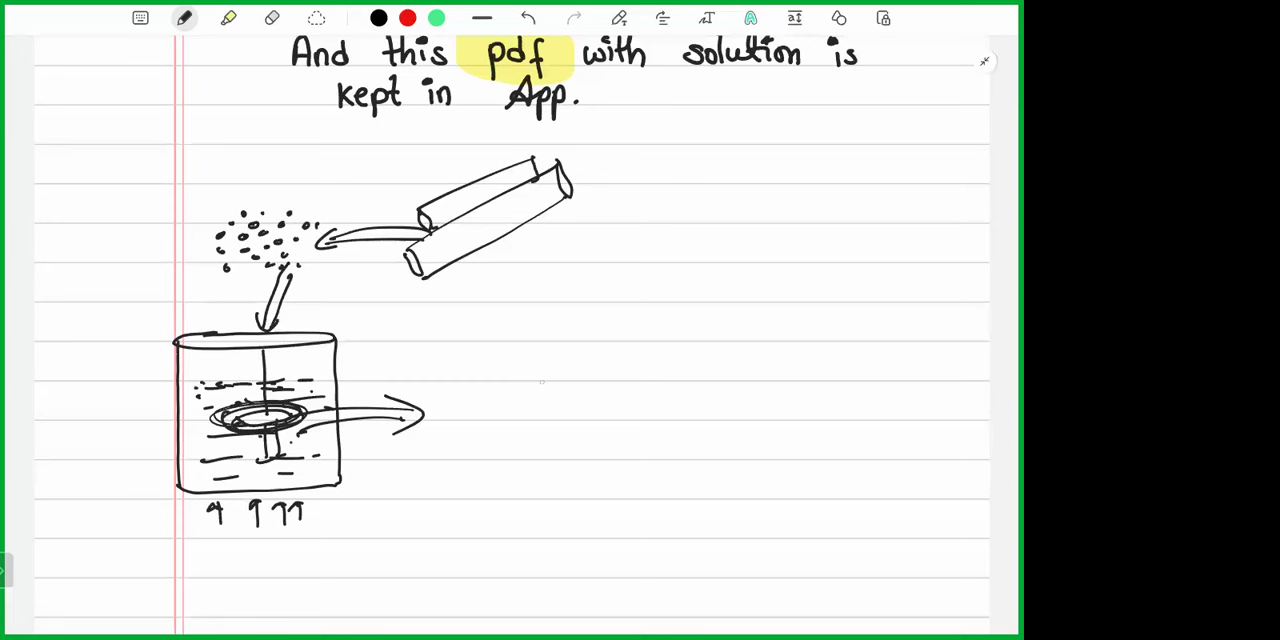 And this pdf with solution is
kept in App.